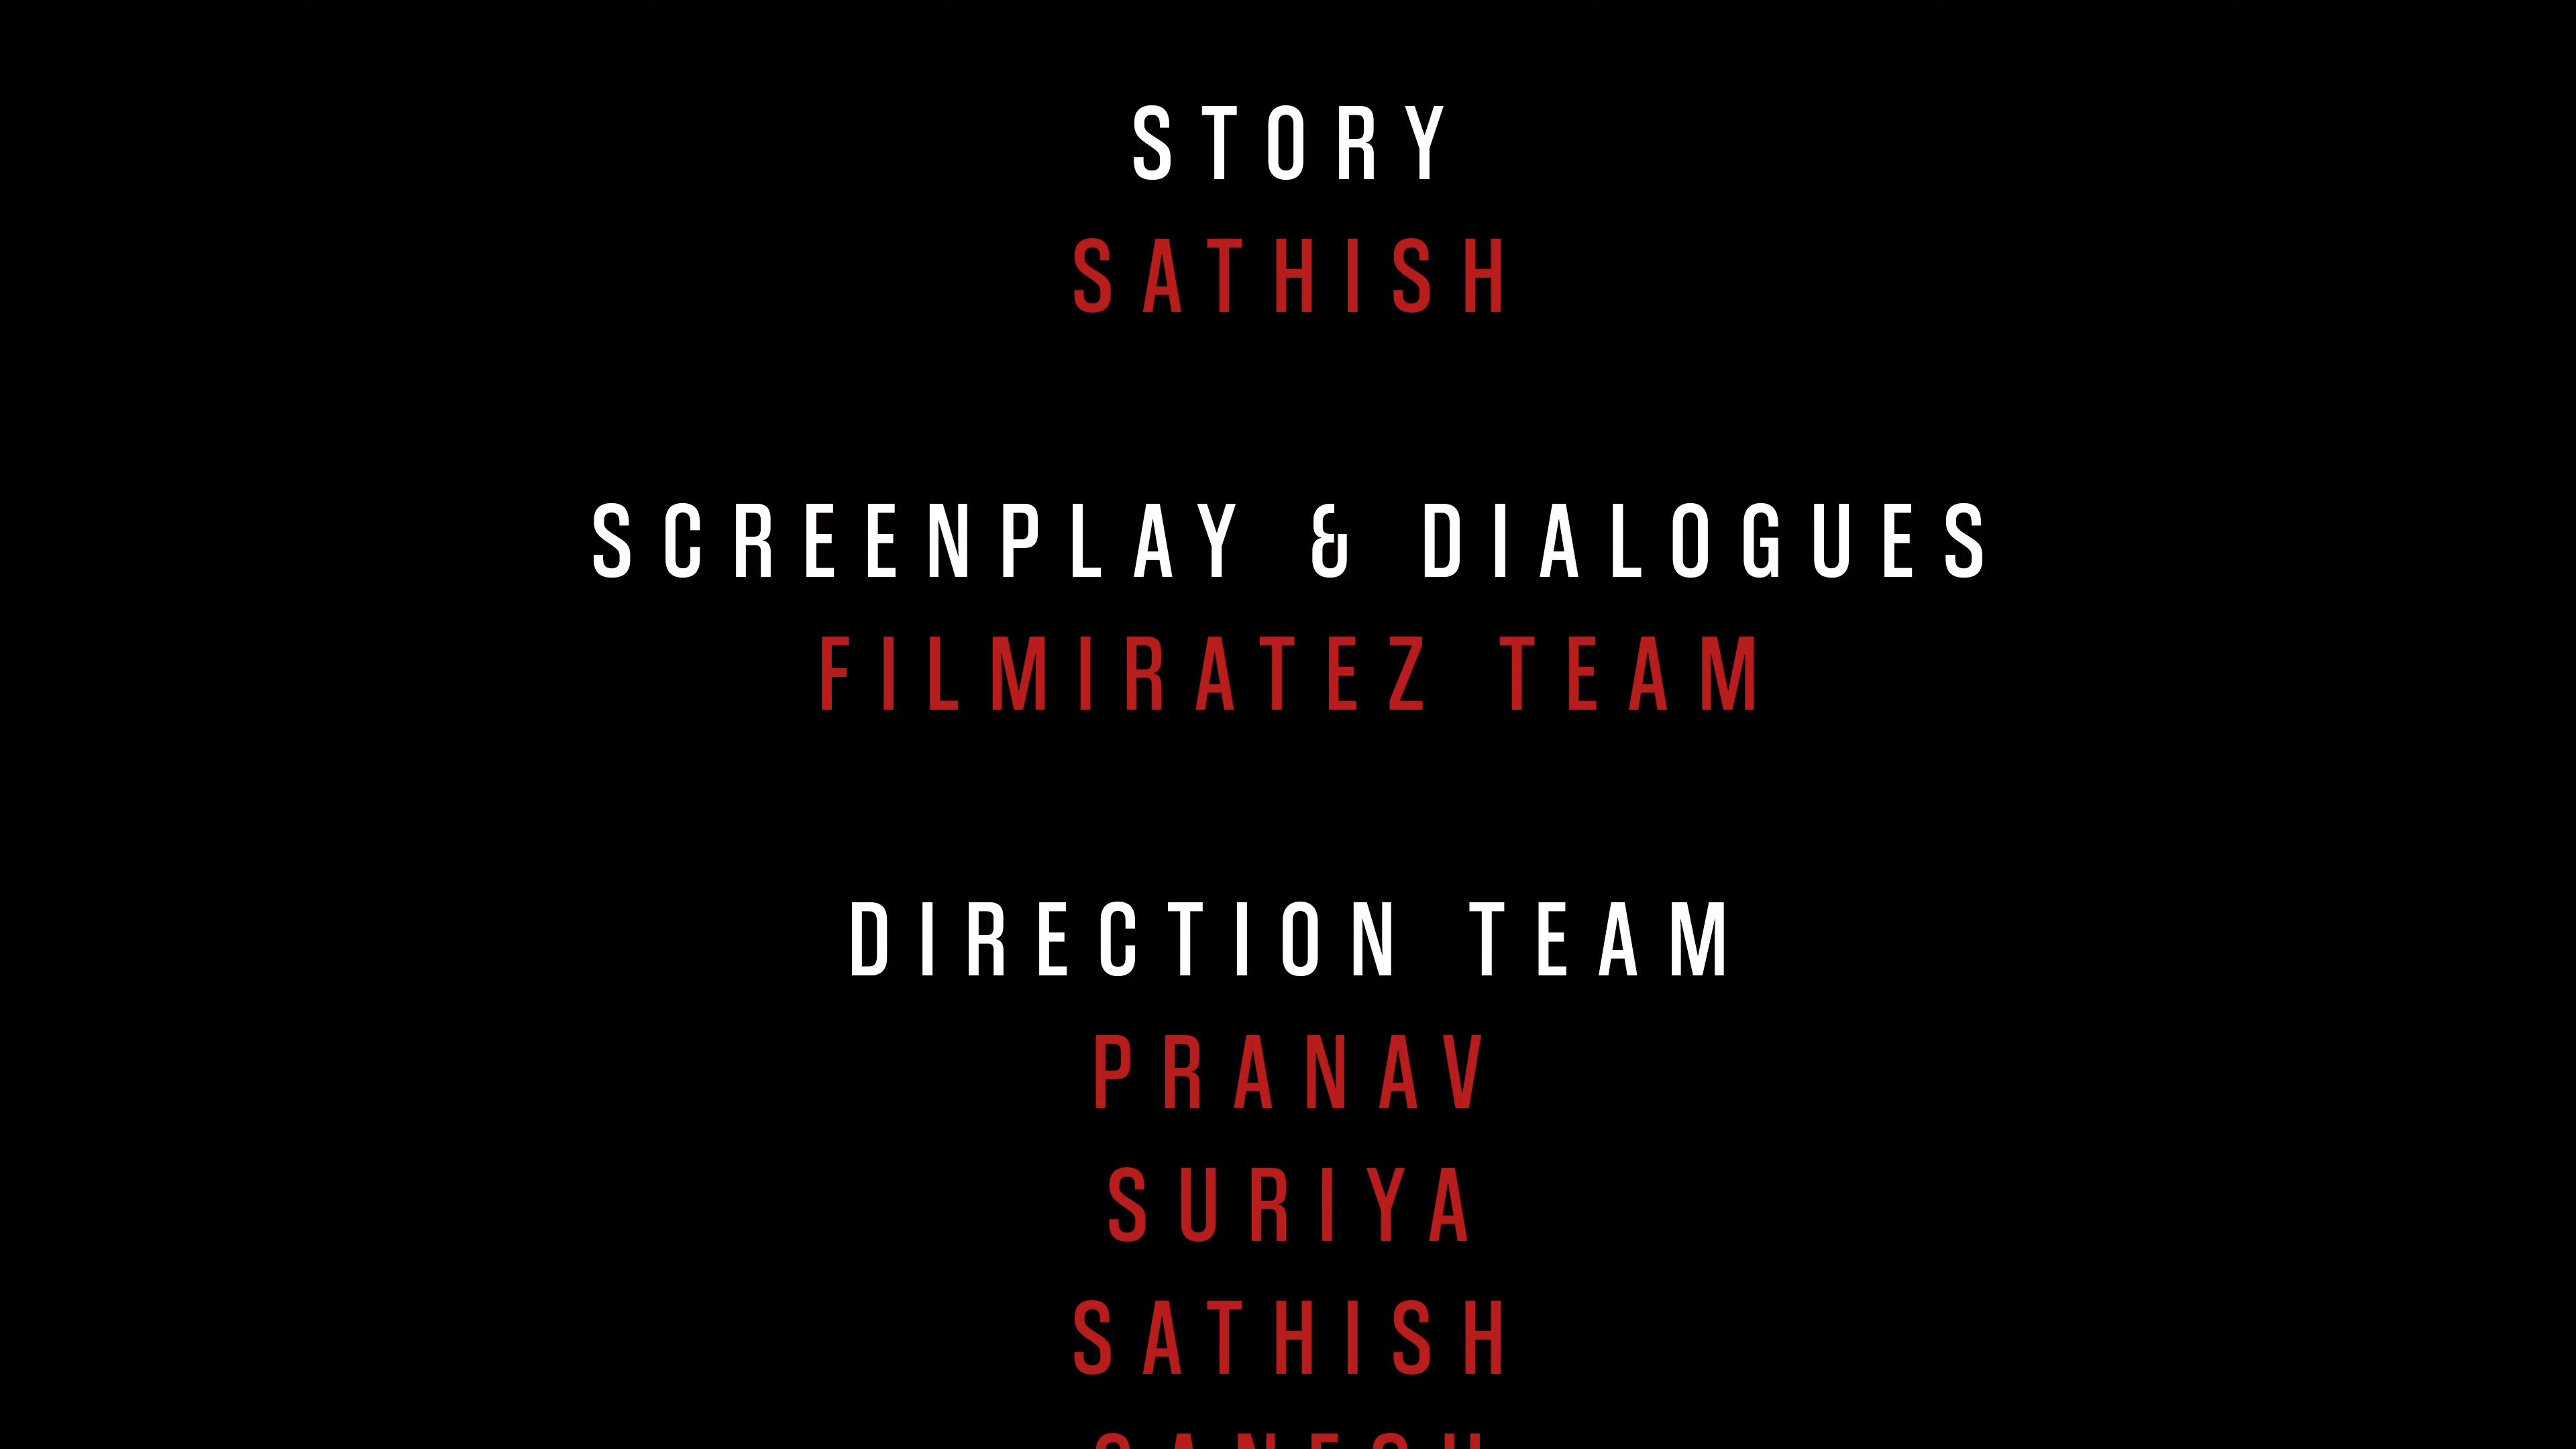 STORY
SATHISH
SCREENPLAY & DIALOGUES
FILMIRATEZ TEAM
DIRECTION TEAM
PRANAV
SURIYA
SATHISH